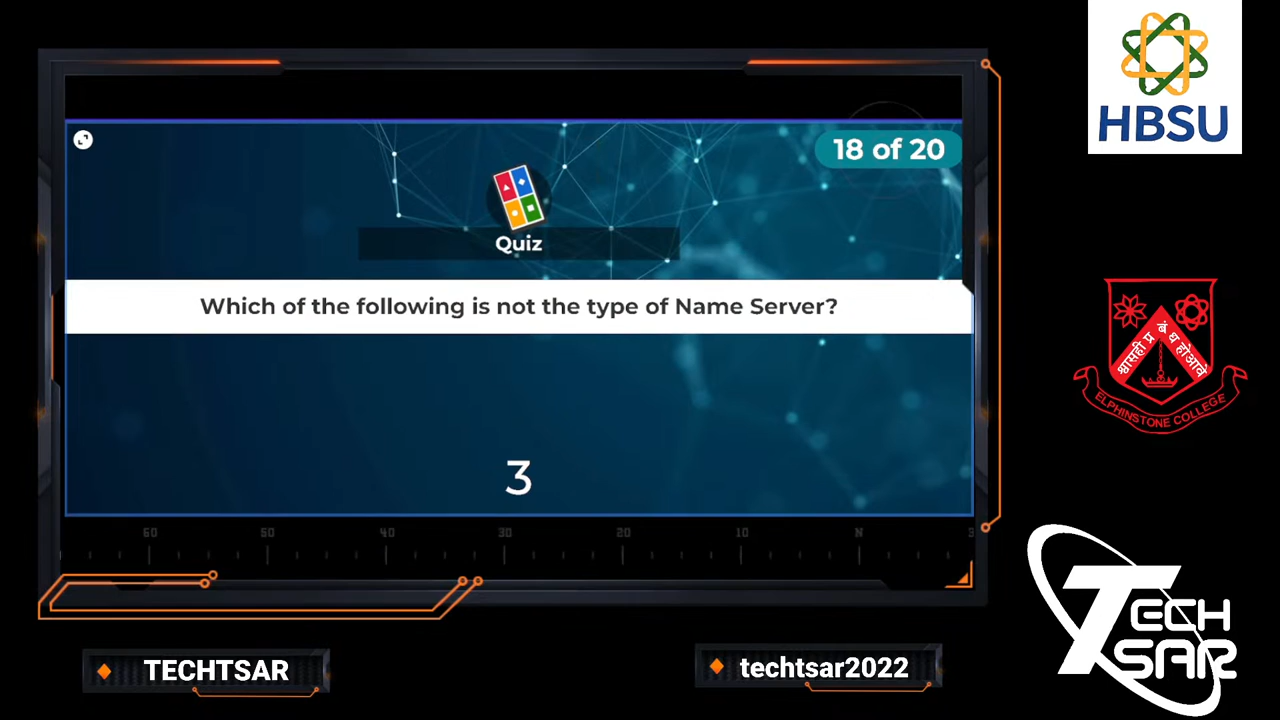 HBSU
18 of 20
Quiz
Which of the following is not the type of Name Server?
3
60 50 40 30 20 10 N 3
ELPHINSTONE COLLEGE
TECH
SAR
TECHTSAR
techtsar2022